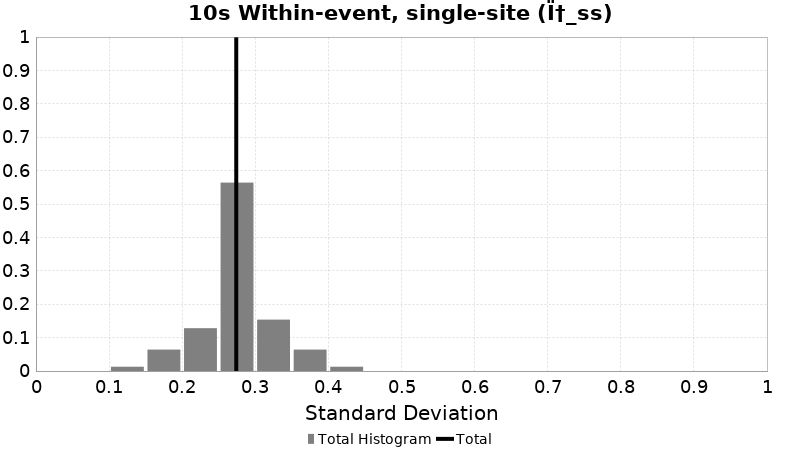 10s Within-event, single-site (Ï†_ss)
1
0.9
0.8
0.7
0.6
0.5
0.4
0.3
0.2
0.1
0
0 0.1 0.2 0.3 0.4 0.5 0.6 0.7 0.8 0.9 1
Standard Deviation
Total Histogram Total